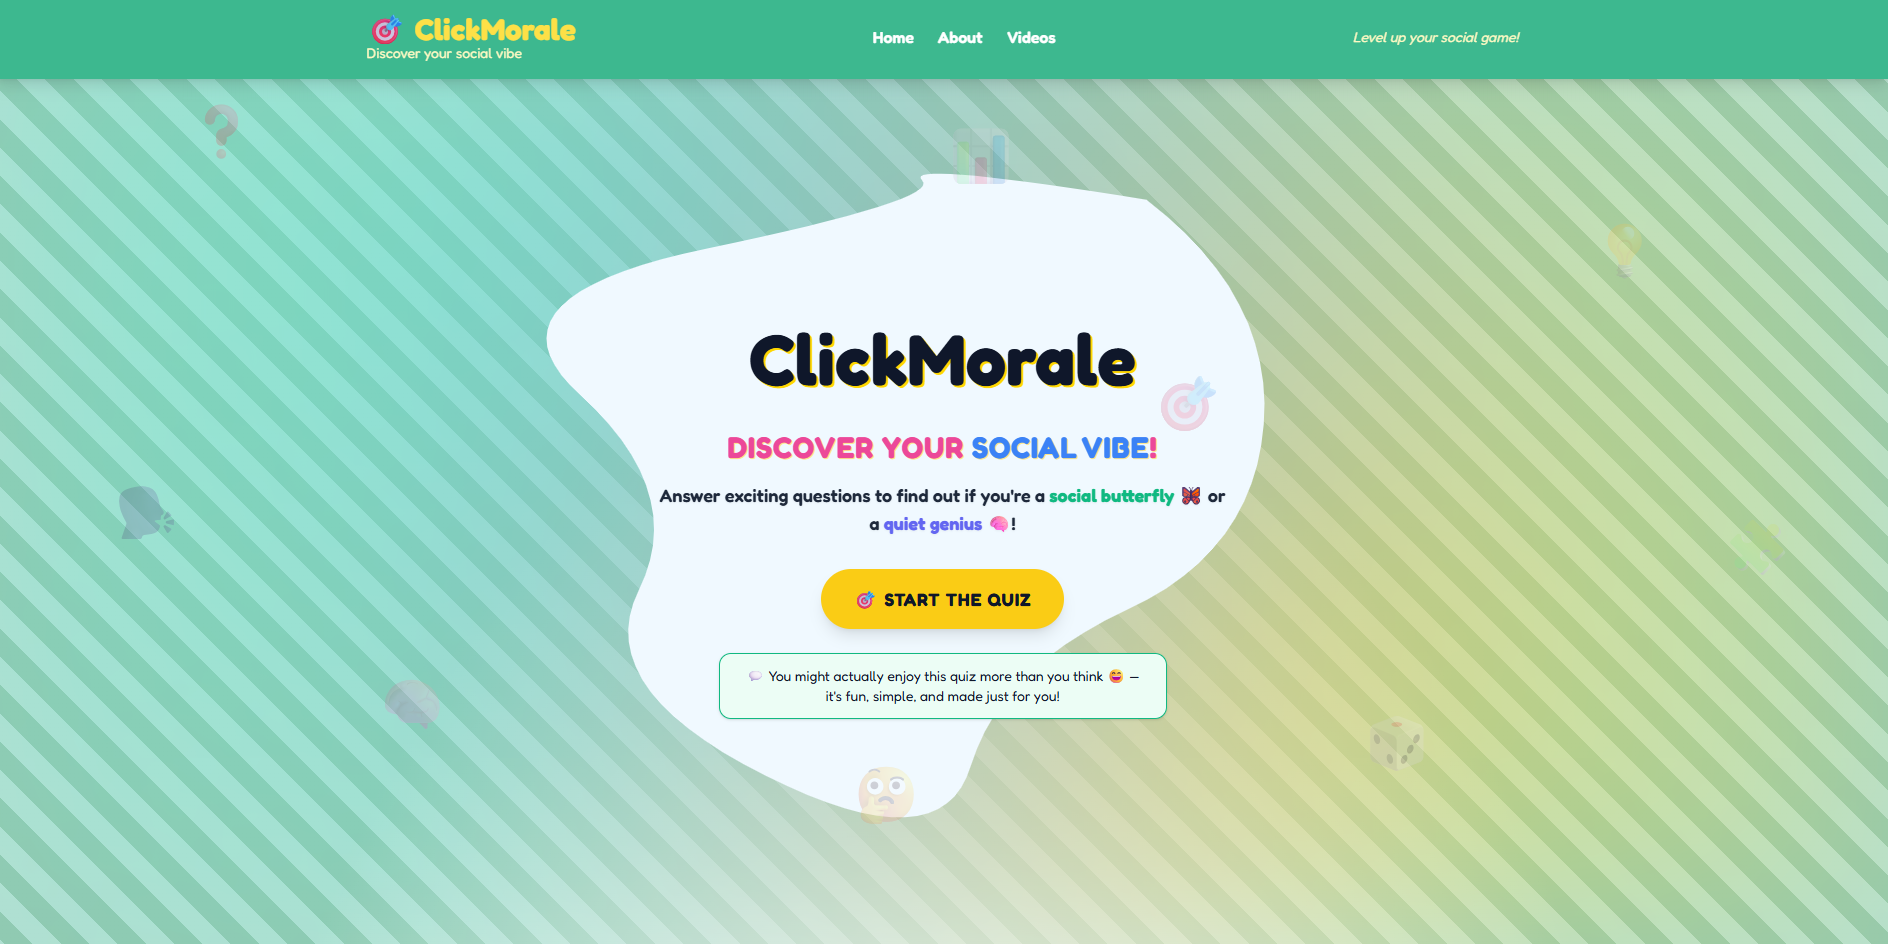 🎯 ClickMorale
Discover your social vibe
Home About Videos
Level up your social game!
ClickMorale
DISCOVER YOUR SOCIAL VIBE!
Answer exciting questions to find out if you're a social butterfly 🦋 or
a quiet genius 🧠!
🎯 START THE QUIZ
💬 You might actually enjoy this quiz more than you think 😄 –
it's fun, simple, and made just for you!